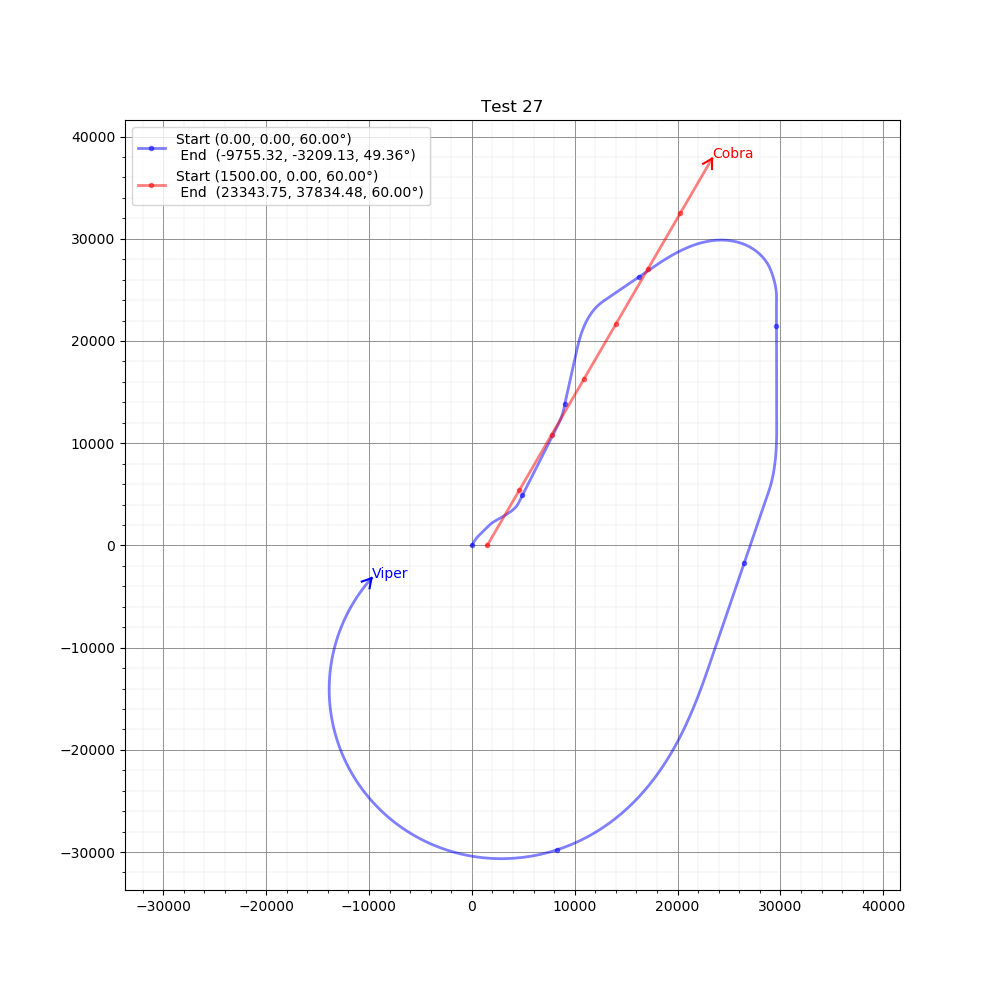 Test 27
Start (0.00, 0.00, 60.00°)
End (-9755.32, -3209.13, 49.36°)
Start (1500.00, 0.00, 60.00°)
End (23343.75, 37834.48, 60.00°)
Cobra
Viper
40000
30000
20000
10000
0
−10000
−20000
−30000
−30000
−20000
−10000
0
10000
20000
30000
40000